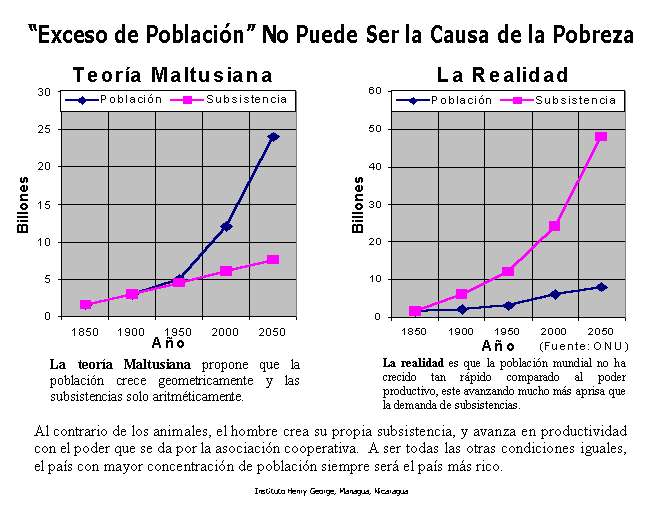 “Exceso de Población” No Puede Ser la Causa de la Pobreza
Teoría Maltusiana
Población Subsistencia
30
25
20
15
10
5
0
Billones
1850 1900 1950 2000 2050
Año
La teoría Maltusiana propone que la
población crece geometricamente y las
subsistencias solo aritméticamente.
La Realidad
Población Subsistencia
60
50
40
30
20
10
0
Billones
1850 1900 1950 2000 2050
Año (Fuente: ONU)
La realidad es que la población mundial no ha
crecido tan rápido comparado al poder
productivo, este avanzando mucho más aprisa que
la demanda de subsistencias.
Al contrario de los animales, el hombre crea su propia subsistencia, y avanza en productividad
con el poder que se da por la asociación cooperativa. A ser todas las otras condiciones iguales,
el país con mayor concentración de población siempre será el país más rico.
Instituto Henry George, Managua, Nicaragua